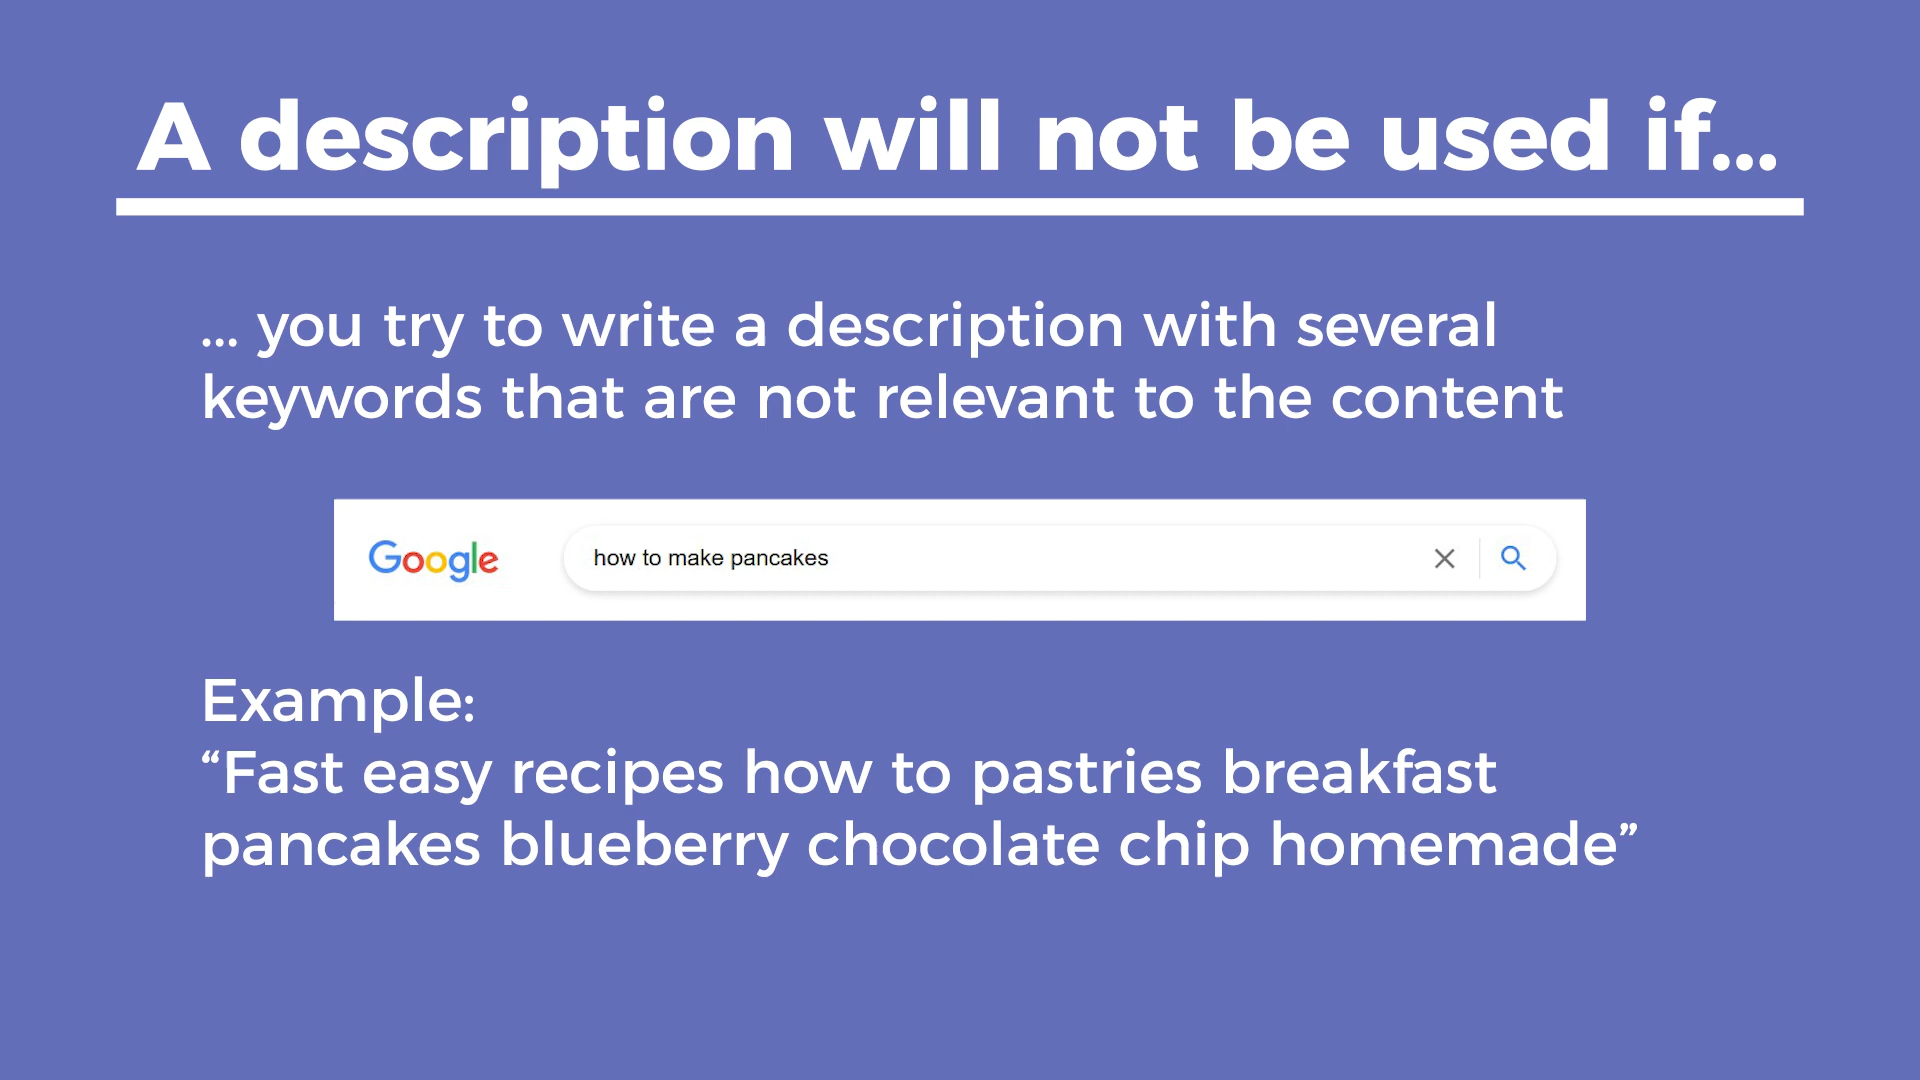 A description will not be used if...
... you try to write a description with several
keywords that are not relevant to the content
Google how to make pancakes
Example:
“Fast easy recipes how to pastries breakfast
pancakes blueberry chocolate chip homemade”